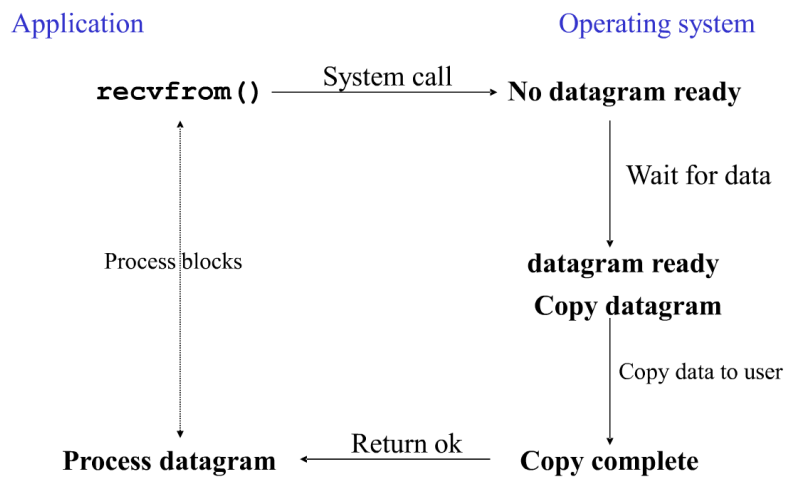 Application
Operating system
recvfrom()
System call
No datagram ready
Wait for data
Process blocks
datagram ready
Copy datagram
Copy data to user
Process datagram
Return ok
Copy complete